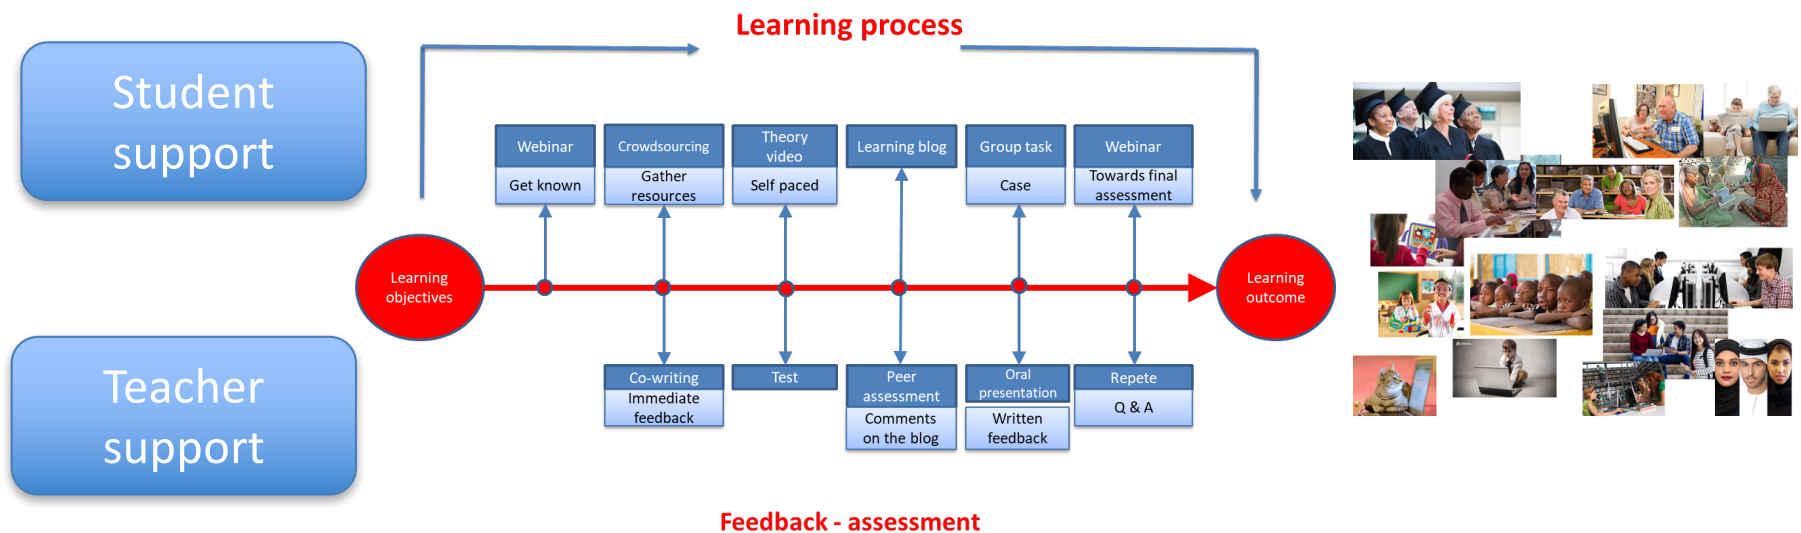 Learning process
Student
support
Webinar
Get known
Crowdsourcing
Gather
resources
Theory
video
Self paced
Learning blog
Group task
Case
Webinar
Towards final
assessment
Learning
objectives
Learning
outcome
Teacher
support
Co-writing
Immediate
feedback
Test
Peer
assessment
Comments
on the blog
Oral
presentation
Written
feedback
Repete
Q & A
Feedback - assessment